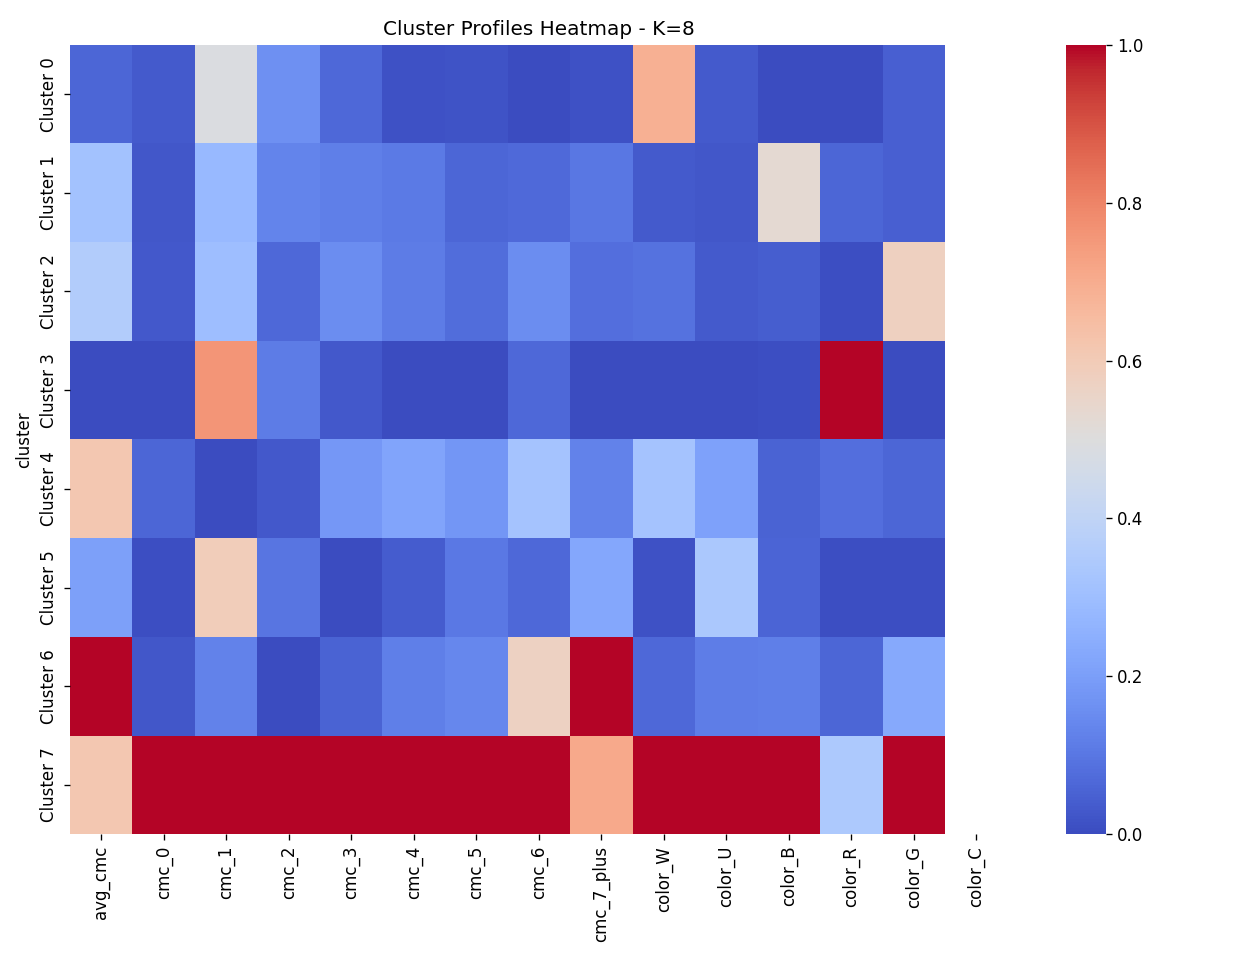 Cluster Profiles Heatmap - K=8
cluster
Cluster 0
Cluster 1
Cluster 2
Cluster 3
Cluster 4
Cluster 5
Cluster 6
Cluster 7
avg_cmc
cmc_0
cmc_1
cmc_2
cmc_3
cmc_4
cmc_5
cmc_6
cmc_7_plus
color_W
color_U
color_B
color_R
color_G
color_C
1.0
0.8
0.6
0.4
0.2
0.0